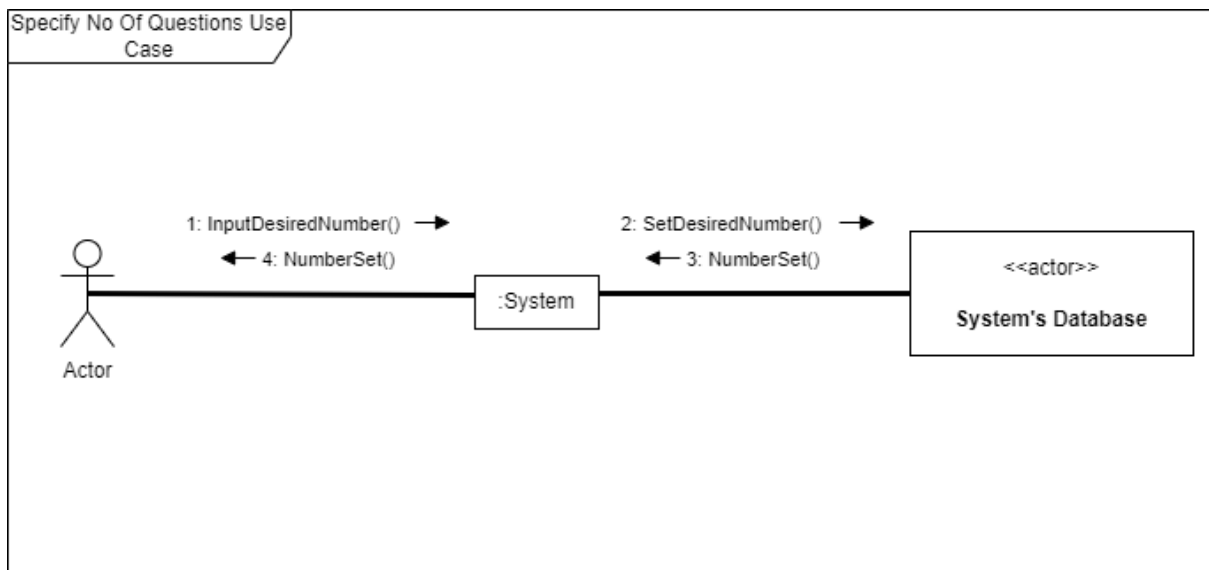 Specify No Of Questions Use
Case
1: InputDesiredNumber()
2: SetDesiredNumber()
4: NumberSet()
3: NumberSet()
<<actor>>
:System
System's Database
Actor